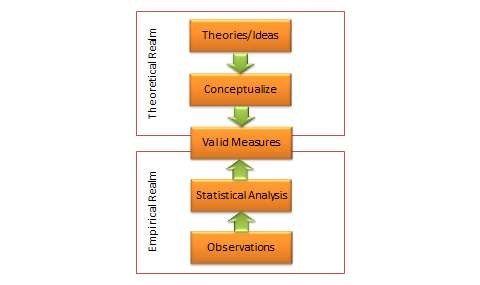 Theoretical Realm
Theories/Ideas
Conceptualize
Valid Measures
Empirical Realm
Statistical Analysis
Observations